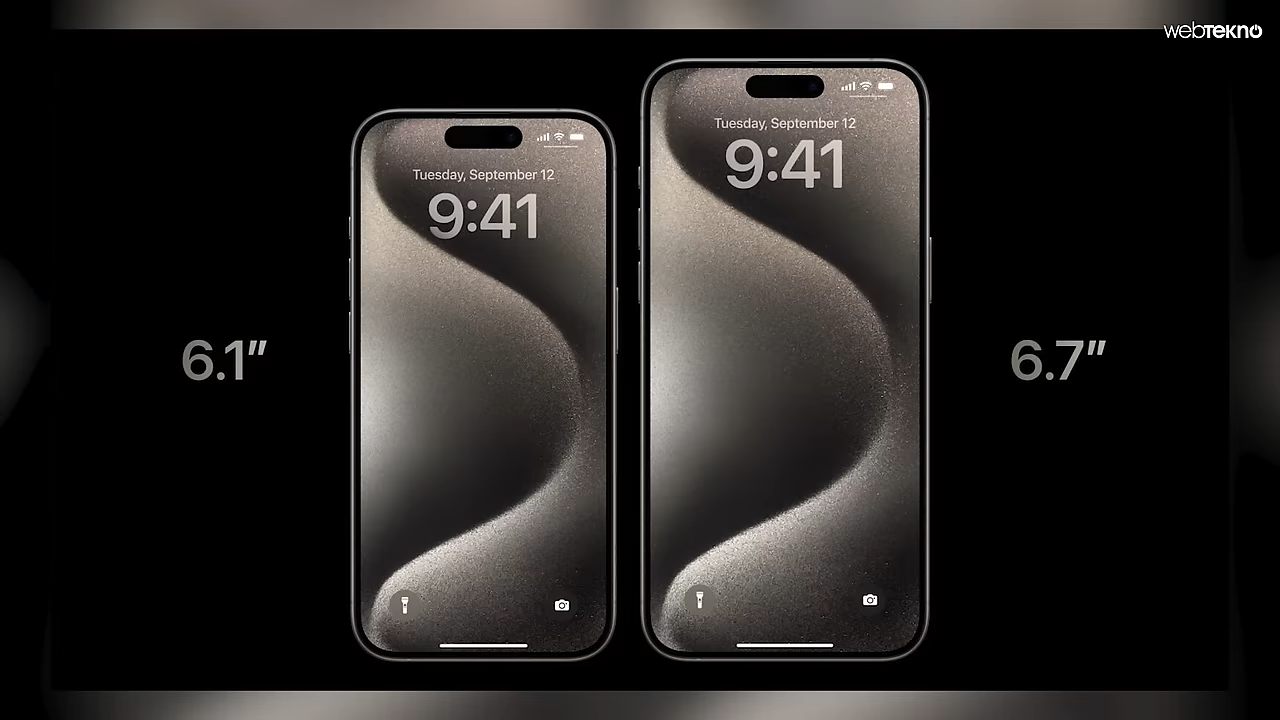 webtekno
Tuesday, September 12
9:41
Tuesday, September 12
9:41
6.1″
6.7″